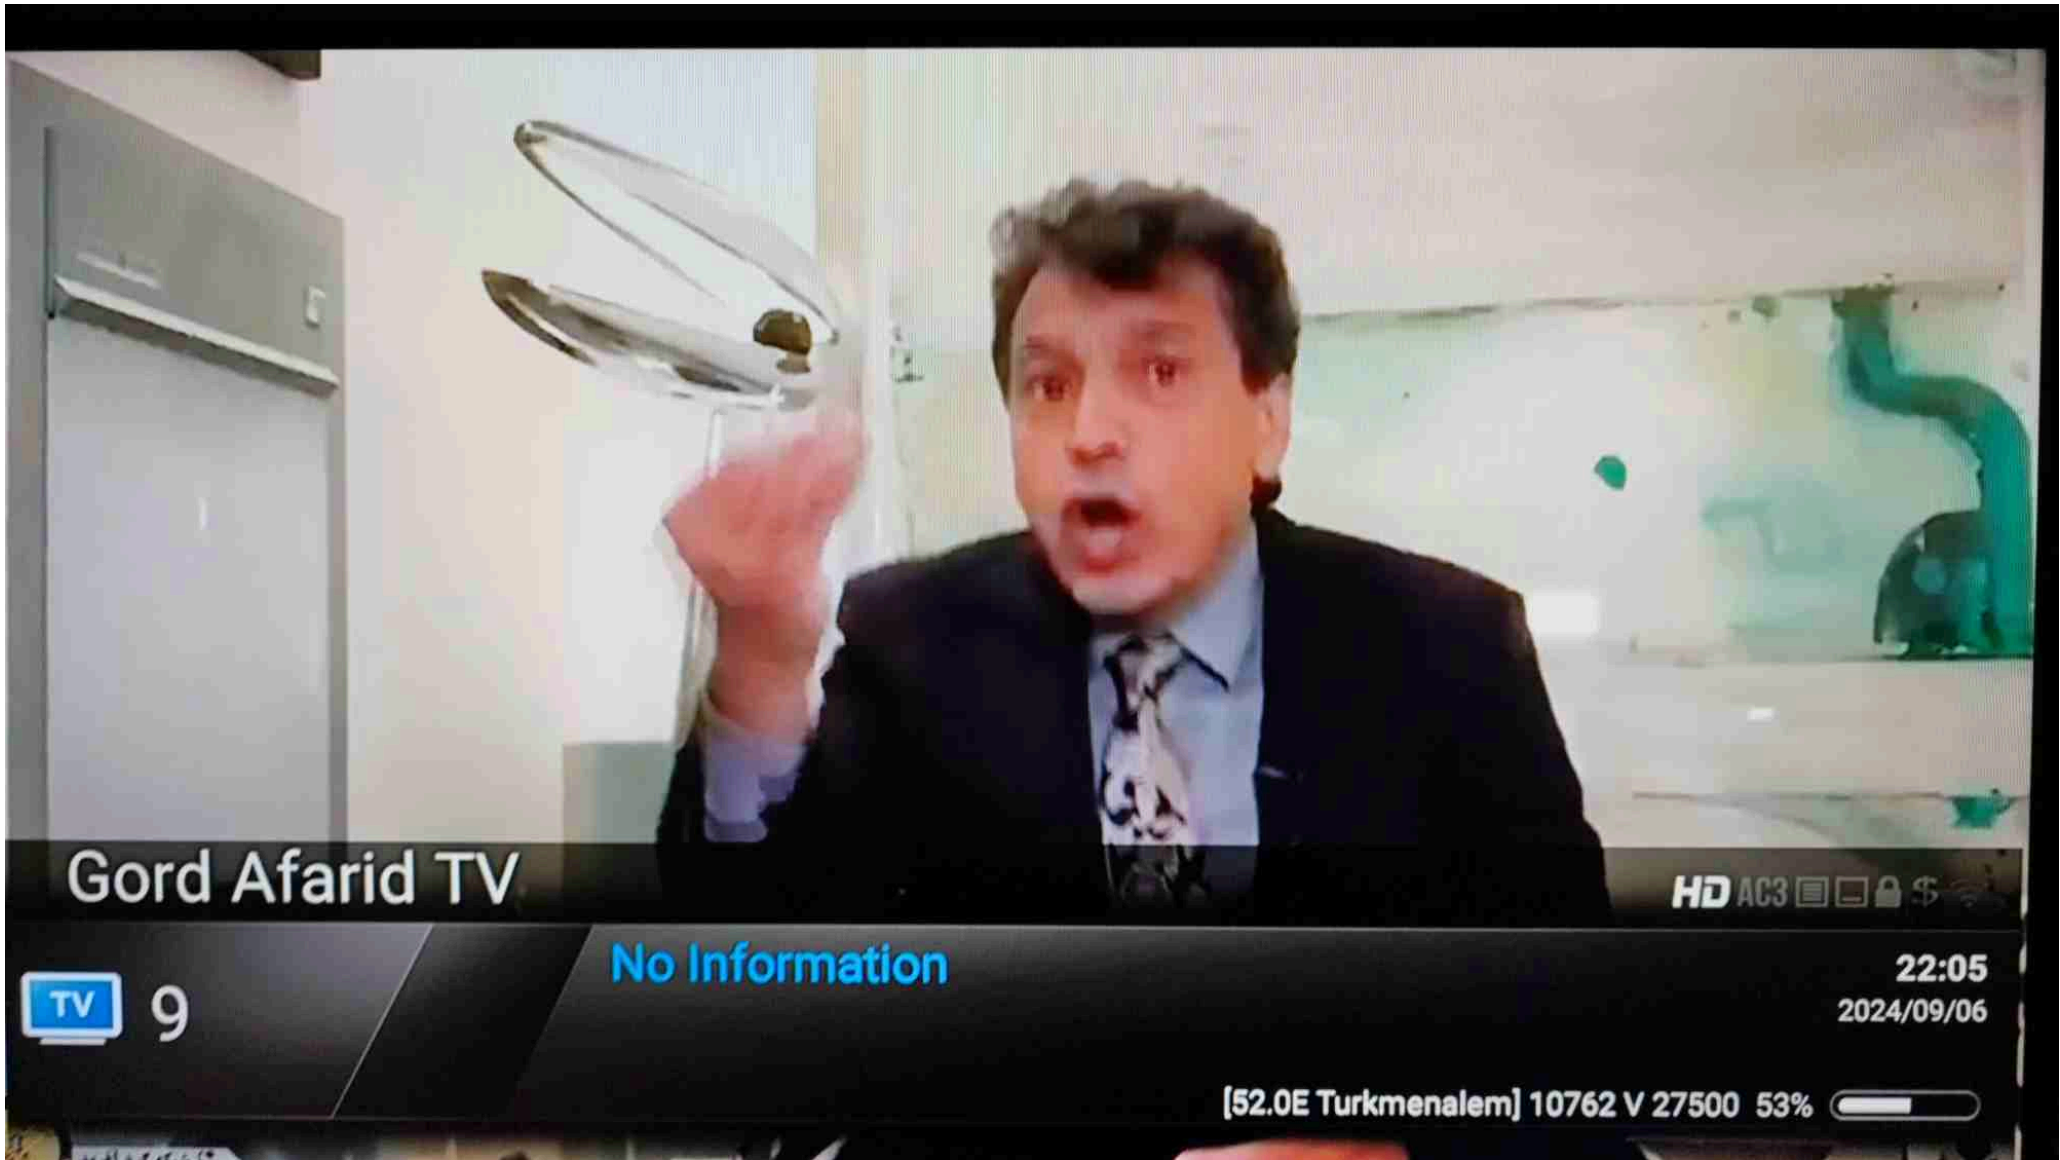 Gord Afarid TV
HD AC3 $
TV 9
No Information
22:05
2024/09/06
[52.0E Turkmenalem] 10762 V 27500 53%